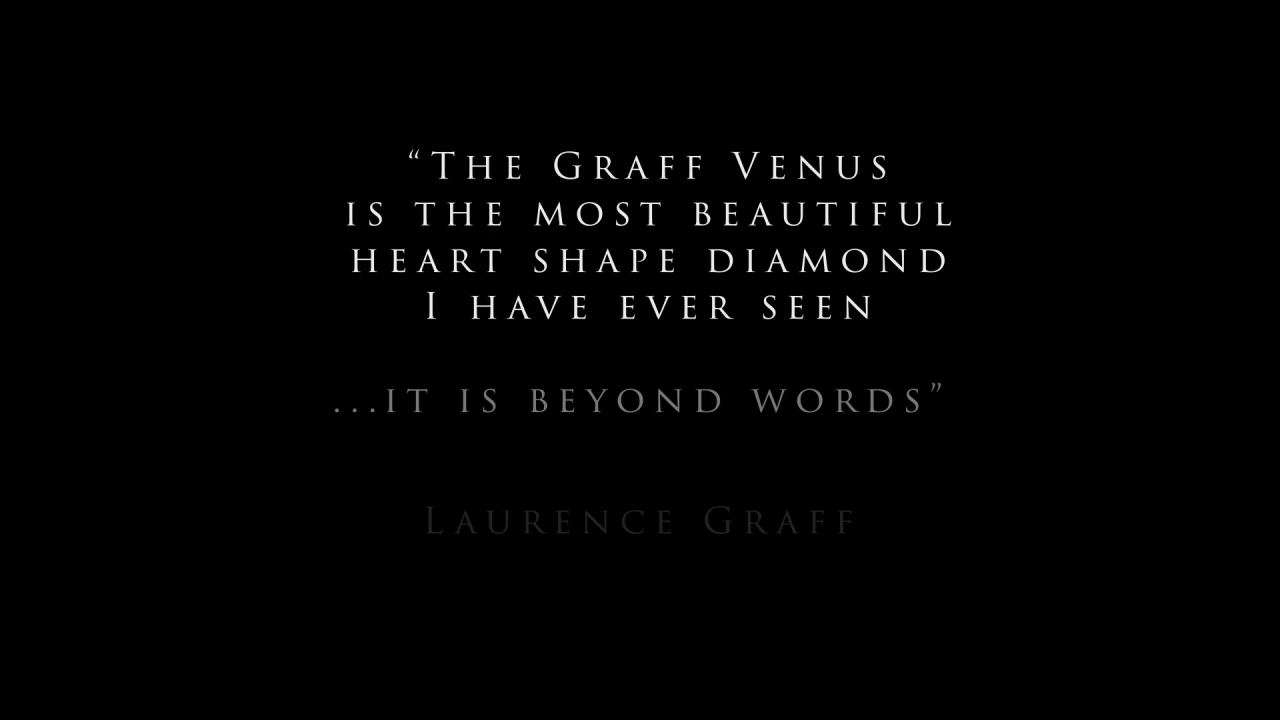 “The Graff Venus
is the most beautiful
heart shape diamond
I have ever seen
...it is beyond words”
Laurence Graff